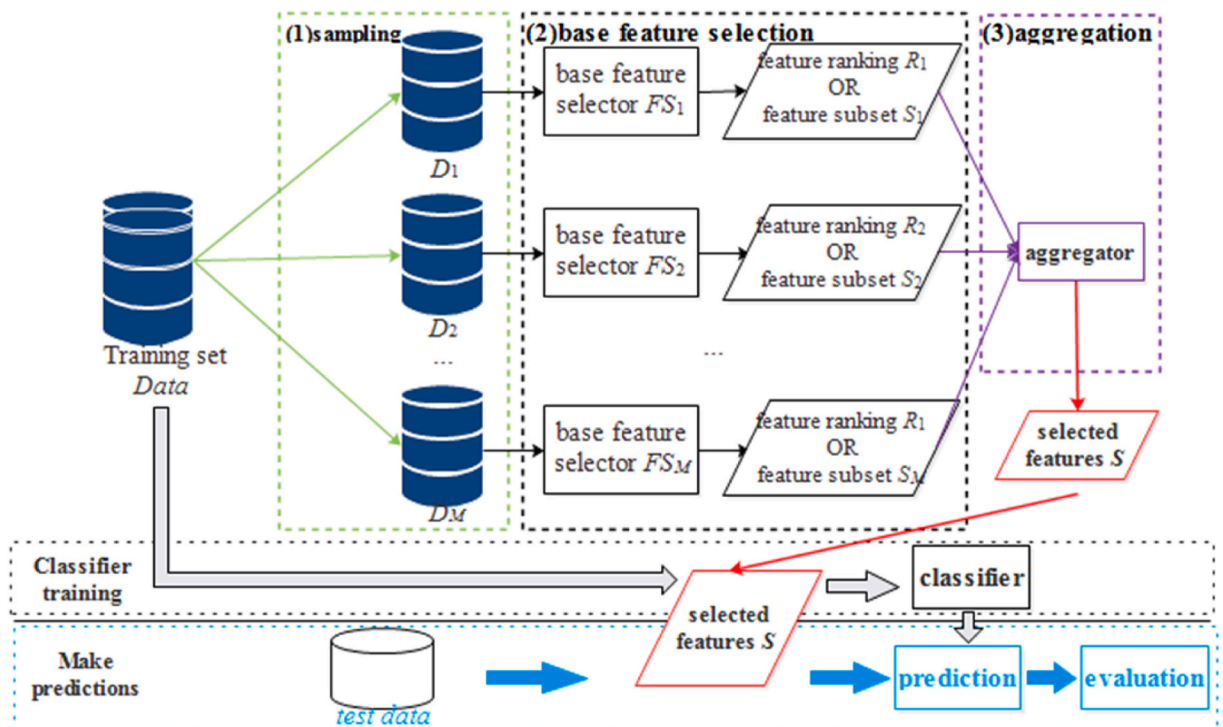 (1)sampling
(2)base feature selection
(3)aggregation
base feature
selector FS1
feature ranking R1
OR
feature subset S1
D1
base feature
selector FS2
feature ranking R2
OR
feature subset S2
aggregator
D2
Training set
Data
...
...
base feature
selector FSM
feature ranking R1
OR
feature subset SM
selected
features S
DM
Classifier
training
classifier
selected
features S
Make
predictions
test data
prediction
evaluation